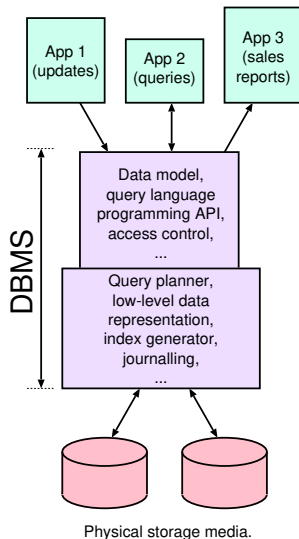 App 1
(updates)
App 2
(queries)
App 3
(sales
reports)
DBMS
Data model,
query language
programming API,
access control,
...
Query planner,
low-level data
representation,
index generator,
journalling,
...
Physical storage media.